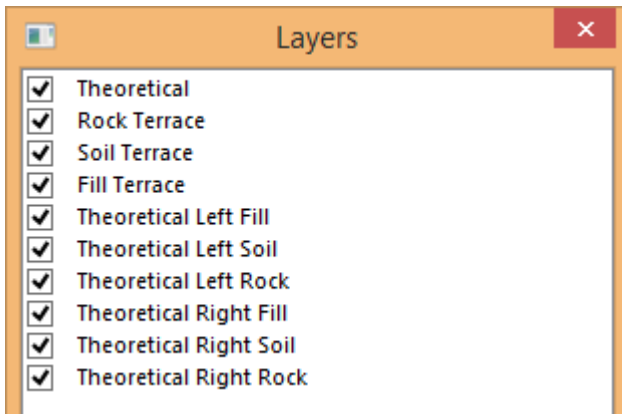 Layers
Theoretical
Rock Terrace
Soil Terrace
Fill Terrace
Theoretical Left Fill
Theoretical Left Soil
Theoretical Left Rock
Theoretical Right Fill
Theoretical Right Soil
Theoretical Right Rock